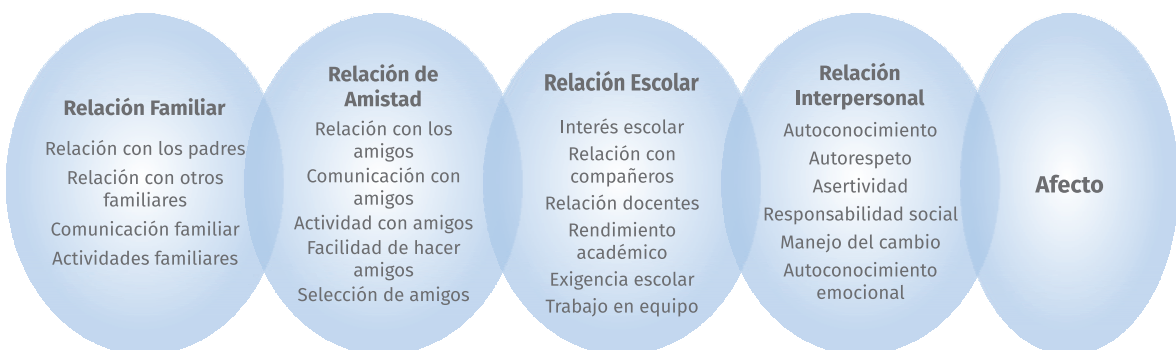 Relación Familiar
Relación con los padres
Relación con otros
familiares
Comunicación familiar
Actividades familiares
Relación de
Amistad
Relación con los
amigos
Comunicación con
amigos
Actividad con amigos
Facilidad de hacer
amigos
Selección de amigos
Relación Escolar
Interés escolar
Relación con
compañeros
Relación docentes
Rendimiento
académico
Exigencia escolar
Trabajo en equipo
Relación
Interpersonal
Autoconocimiento
Autorespeto
Asertividad
Responsabilidad social
Manejo del cambio
Autoconocimiento
emocional
Afecto